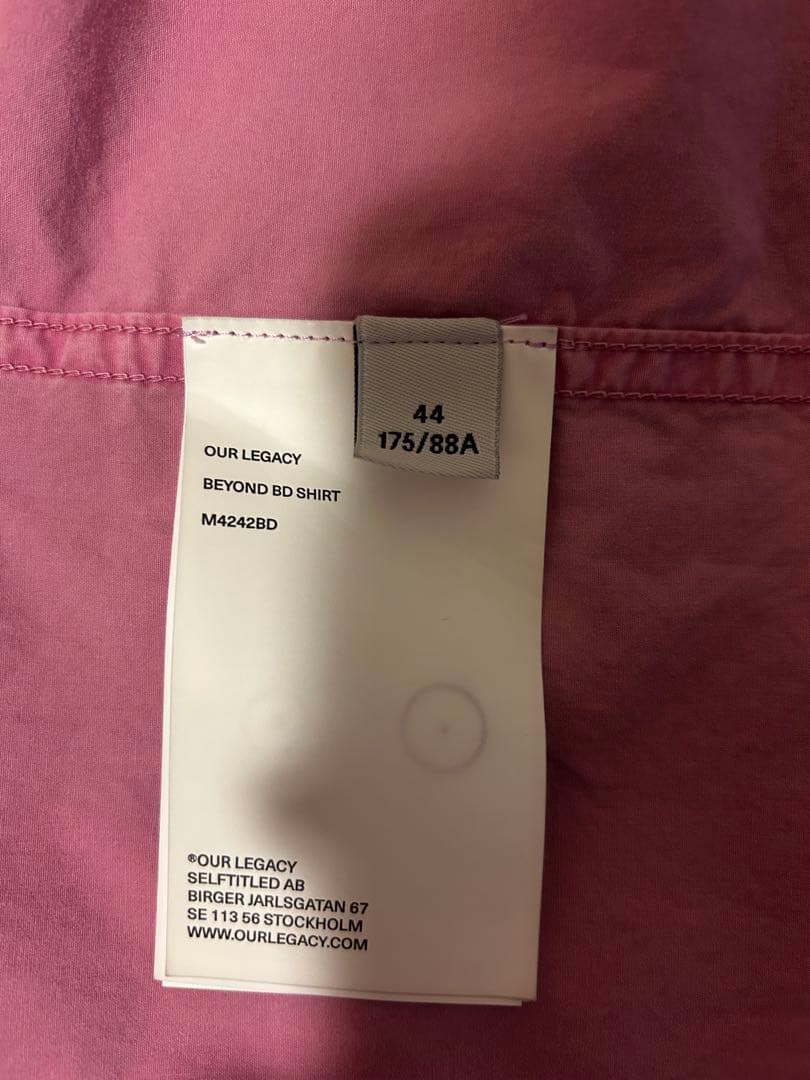 44
175/88A
OUR LEGACY
BEYOND BD SHIRT
M4242BD
®OUR LEGACY
SELFTITLED AB
BIRGER JARLSGATAN 67
SE 113 56 STOCKHOLM
WWW.OURLEGACY.COM